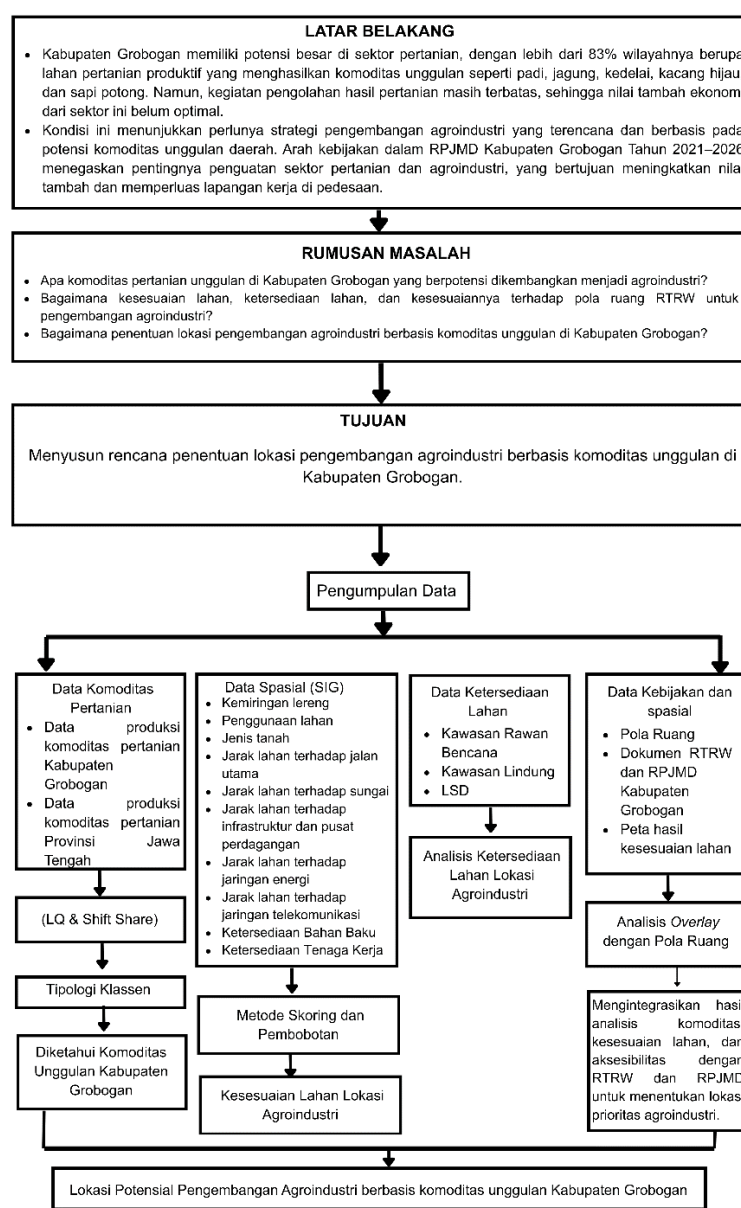 LATAR BELAKANG
• Kabupaten Grobogan memiliki potensi besar di sektor pertanian, dengan lebih dari 83% wilayahnya berupa
lahan pertanian produktif yang menghasilkan komoditas unggulan seperti padi, jagung, kedelai, kacang hijau
dan sapi potong. Namun, kegiatan pengolahan hasil pertanian masih terbatas, sehingga nilai tambah ekonom
dari sektor ini belum optimal.
• Kondisi ini menunjukkan perlunya strategi pengembangan agroindustri yang terencana dan berbasis pada
potensi komoditas unggulan daerah. Arah kebijakan dalam RPJMD Kabupaten Grobogan Tahun 2021–2026
menegaskan pentingnya penguatan sektor pertanian dan agroindustri, yang bertujuan meningkatkan nila
tambah dan memperluas lapangan kerja di pedesaan.
RUMUSAN MASALAH
• Apa komoditas pertanian unggulan di Kabupaten Grobogan yang berpotensi dikembangkan menjadi agroindustri?
• Bagaimana kesesuaian lahan, ketersediaan lahan, dan kesesuaiannya terhadap pola ruang RTRW untuk
pengembangan agroindustri?
• Bagaimana penentuan lokasi pengembangan agroindustri berbasis komoditas unggulan di Kabupaten Grobogan?
TUJUAN
Menyusun rencana penentuan lokasi pengembangan agroindustri berbasis komoditas unggulan di
Kabupaten Grobogan.
Pengumpulan Data
Data Komoditas
Pertanian
• Data produksi
komoditas pertanian
Kabupaten
Grobogan
• Data produksi
komoditas pertanian
Provinsi Jawa
Tengah
(LQ & Shift Share)
Tipologi Klassen
Diketahui Komoditas
Unggulan Kabupaten
Grobogan
Data Spasial (SIG)
• Kemiringan lereng
• Penggunaan lahan
• Jenis tanah
• Jarak lahan terhadap jalan
utama
• Jarak lahan terhadap sungai
• Jarak lahan terhadap
infrastruktur dan pusat
perdagangan
• Jarak lahan terhadap
jaringan energi
• Jarak lahan terhadap
jaringan telekomunikasi
• Ketersediaan Bahan Baku
• Ketersediaan Tenaga Kerja
Metode Skoring dan
Pembobotan
Kesesuaian Lahan Lokasi
Agroindustri
Data Ketersediaan
Lahan
• Kawasan Rawan
Bencana
• Kawasan Lindung
• LSD
Analisis Ketersediaan
Lahan Lokasi
Agroindustri
Data Kebijakan dan
spasial
• Pola Ruang
• Dokumen RTRW
dan RPJMD
Kabupaten
Grobogan
• Peta hasil
kesesuaian lahan
Analisis Overlay
dengan Pola Ruang
Mengintegrasikan hasi
analisis komoditas
kesesuaian lahan, dan
aksesibilitas dengan
RTRW dan RPJMD
untuk menentukan lokas
prioritas agroindustri.
Lokasi Potensial Pengembangan Agroindustri berbasis komoditas unggulan Kabupaten Grobogan